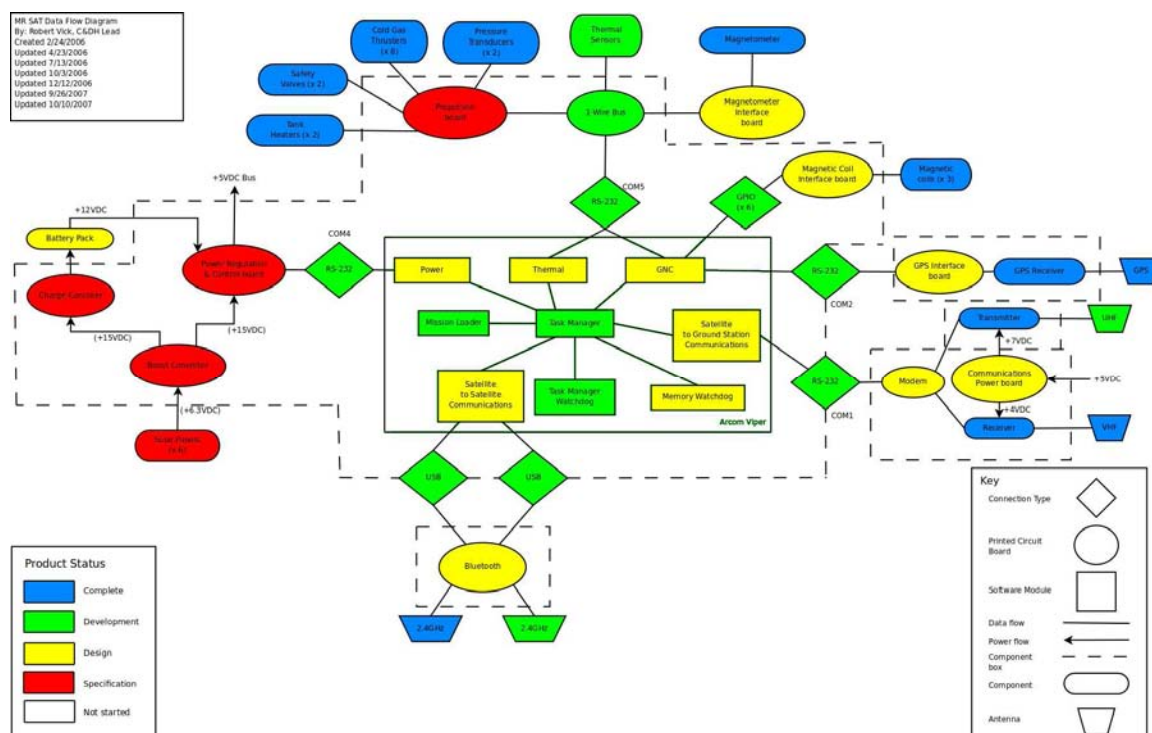 MR SAT Data Flow Diagram
By: Robert Vick, C&DH Lead
Created 2/24/2006
Updated 4/23/2006
Updated 7/13/2006
Updated 10/3/2006
Updated 12/12/2006
Updated 9/26/2007
Updated 10/10/2007
Cold Gas
Thrusters
(x 8)
Pressure
Transducers
(x 2)
Thermal
Sensors
Magnetometer
Safety
Valves (x 2)
Tank
Heaters (x 2)
Propulsion
board
1-Wire Bus
Magnetometer
Interface
board
Magnetic Coil
Interface board
Magnetic
coils (x 3)
+5VDC Bus
+12VDC
Battery Pack
COM5
RS-232
GPIO
(x 6)
COM4
Power Regulation
& Control board
RS-232
Power
Thermal
GNC
RS-232
COM2
GPS Interface
board
GPS Receiver
GPS
Charge Controller
(+15VDC)
(+15VDC)
Boost Converter
(+6.3VDC)
Solar Panels
(x 6)
Mission Loader
Task Manager
Satellite
to Ground Station
Communications
Satellite
to Satellite
Communications
Task Manager
Watchdog
Memory Watchdog
Arcom Viper
RS-232
COM1
Modem
Transmitter
UHF
+7VDC
Communications
Power board
+5VDC
+4VDC
Receiver
VHF
USB
USB
Bluetooth
2.4GHz
2.4GHz
Product Status
Complete
Development
Design
Specification
Not started
Key
Connection Type
Printed Circuit
Board
Software Module
Data flow
Power flow
Component
box
Component
Antenna